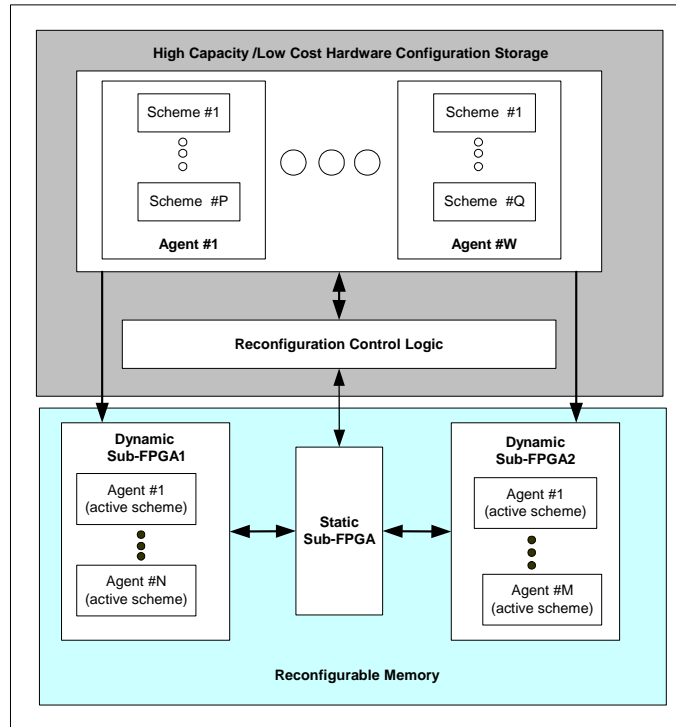 High Capacity /Low Cost Hardware Configuration Storage
Scheme #1
Scheme #P
Agent #1
Scheme #1
Scheme #Q
Agent #W
Reconfiguration Control Logic
Dynamic
Sub-FPGA1
Agent #1
(active scheme)
Agent #N
(active scheme)
Static
Sub-FPGA
Dynamic
Sub-FPGA2
Agent #1
(active scheme)
Agent #M
(active scheme)
Reconfigurable Memory